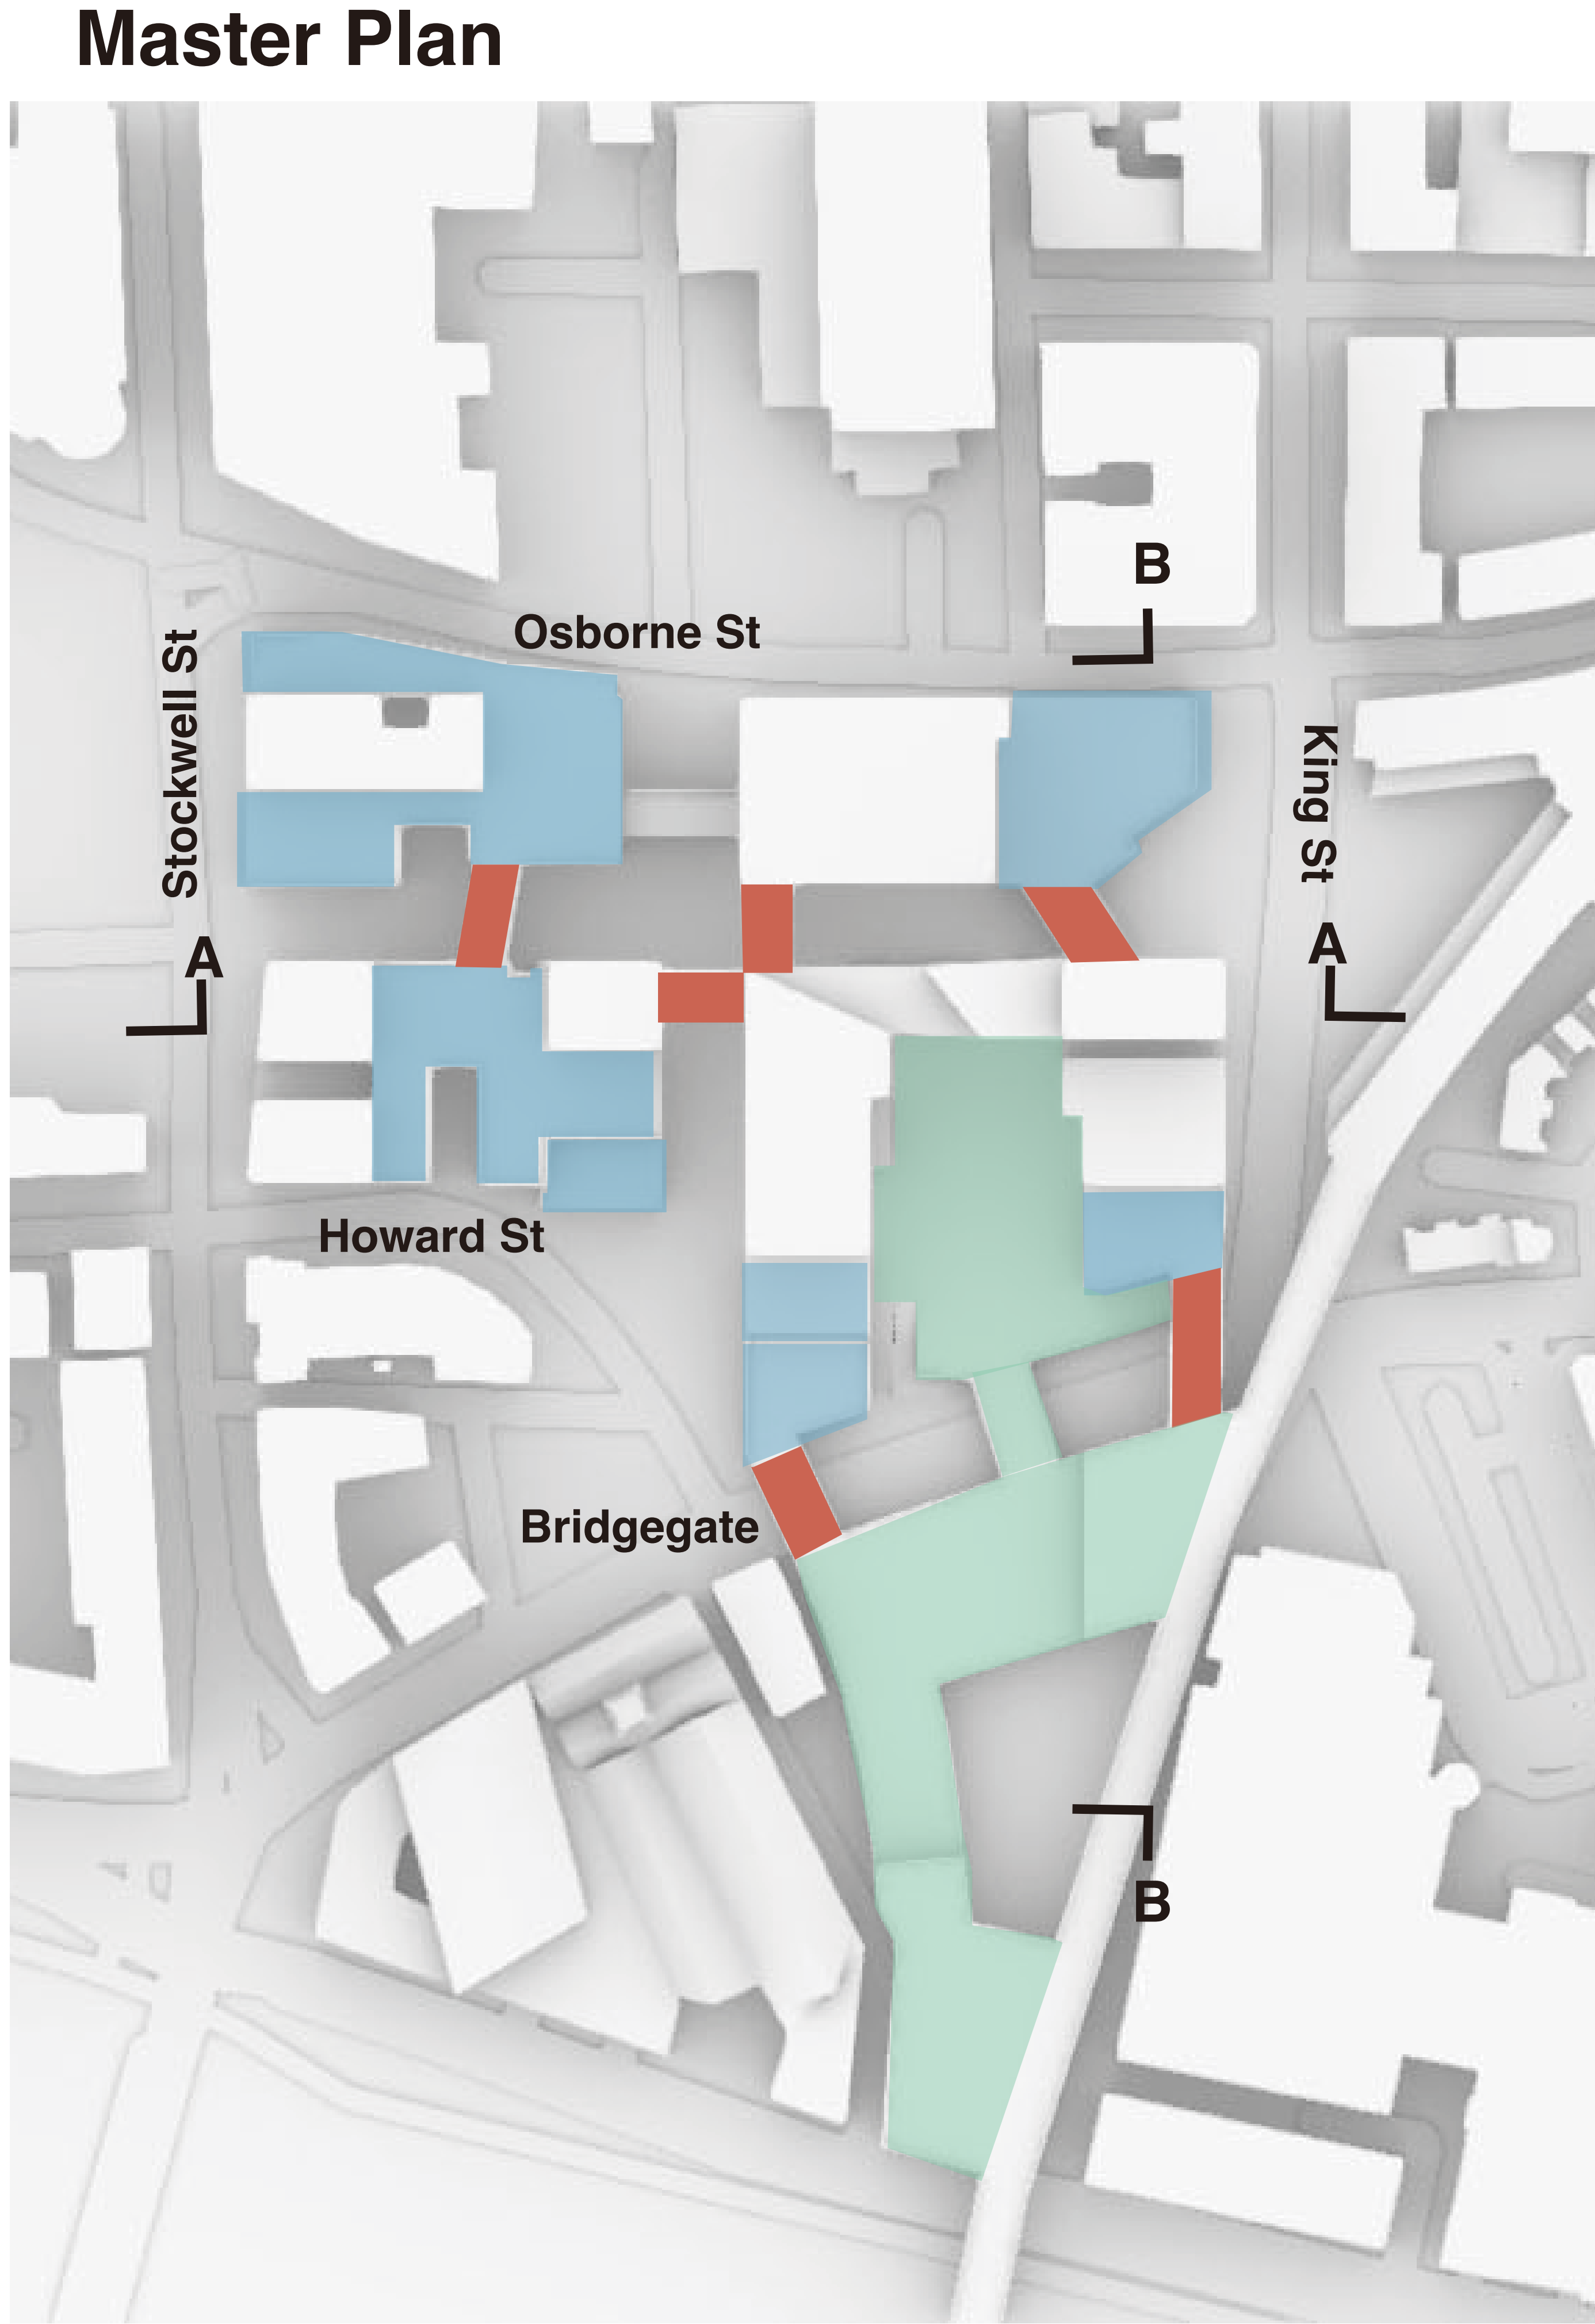 Master Plan
B
Osborne St
Stockwell St
King St
A
A
Howard St
Bridgegate
B